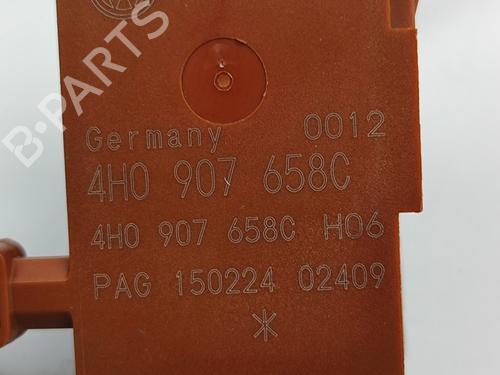 B-PARTS
Germany 0012
4H0 907 658C
4H0 907 658C H06
PAG 150224 02409
*